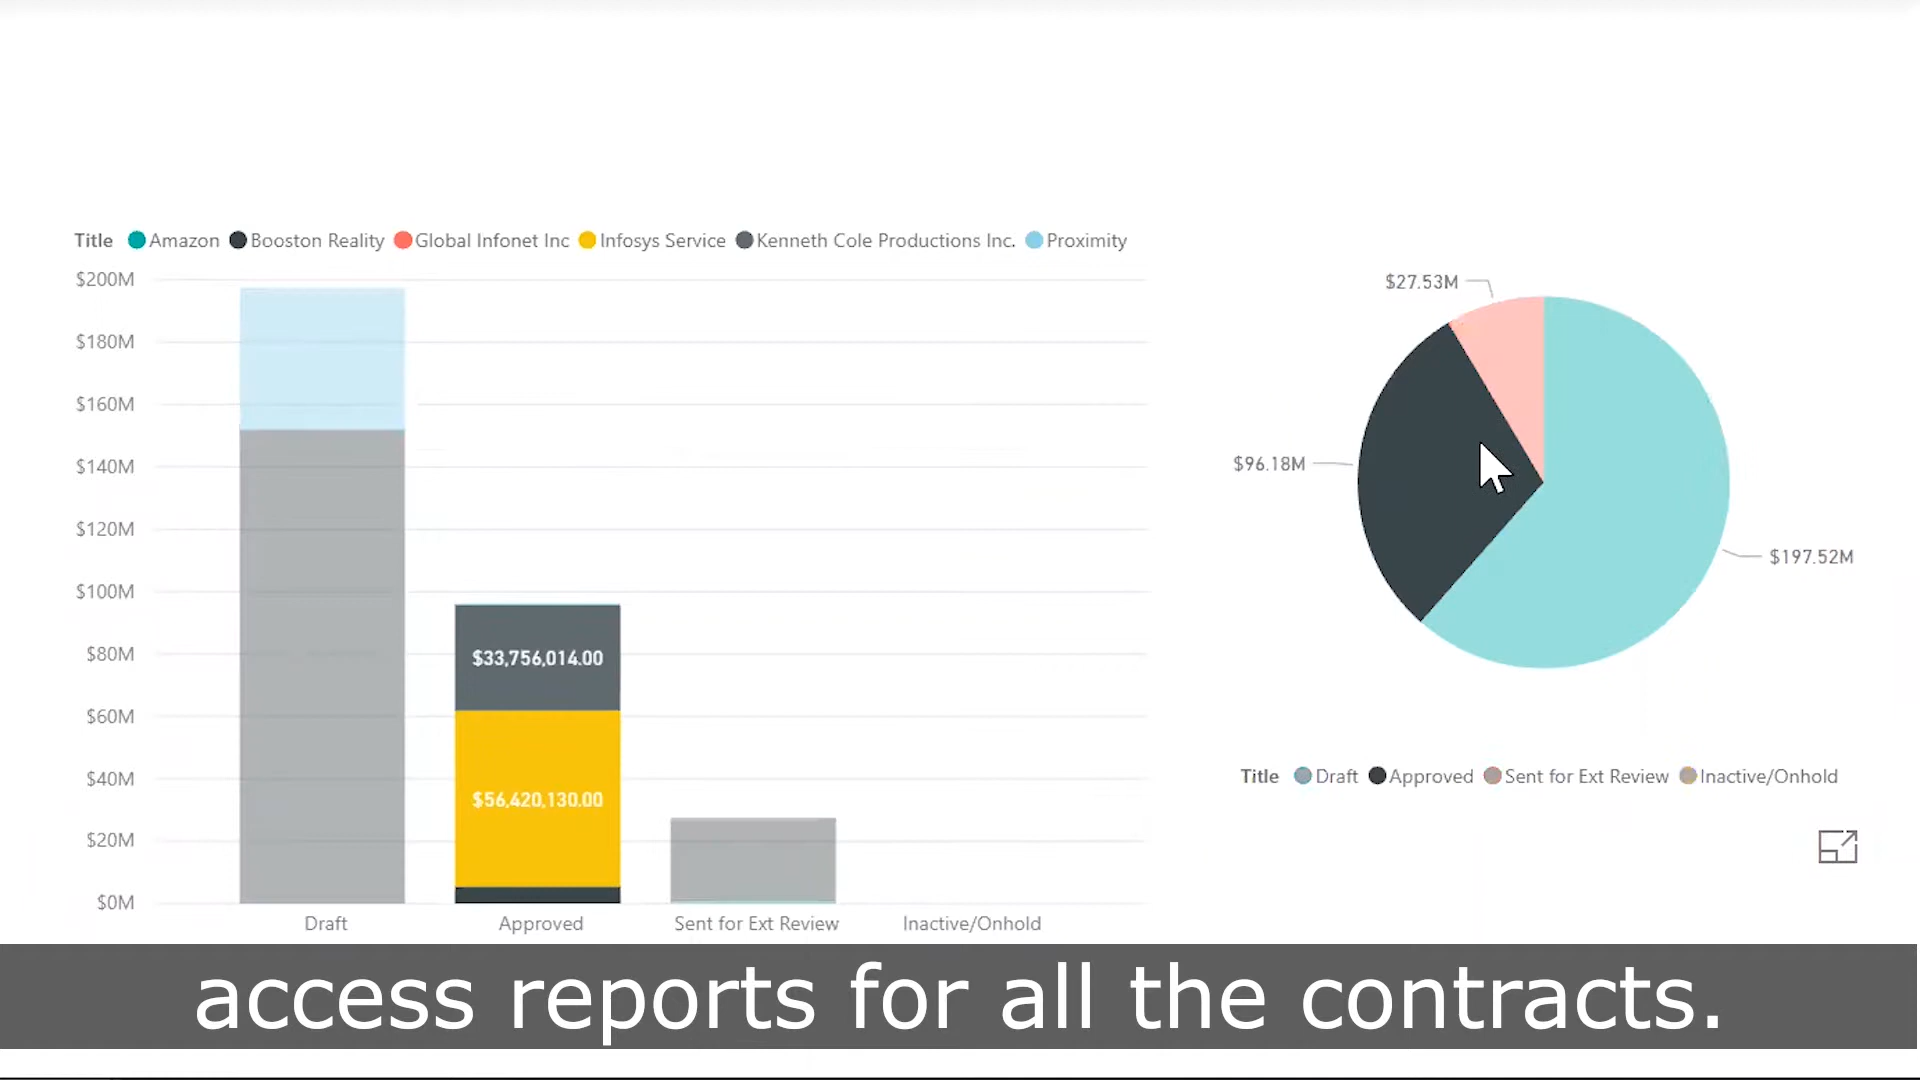 Title Amazon Booston Reality Global Infonet Inc Infosys Service Kenneth Cole Productions Inc. Proximity
$200M
$180M
$160M
$140M
$120M
$100M
$80M
$60M
$40M
$20M
$0M
$33,756,014.00
$56,420,130.00
Draft Approved Sent for Ext Review Inactive/Onhold
$27.53M
$96.18M
$197.52M
Title Draft Approved Sent for Ext Review Inactive/Onhold
access reports for all the contracts.